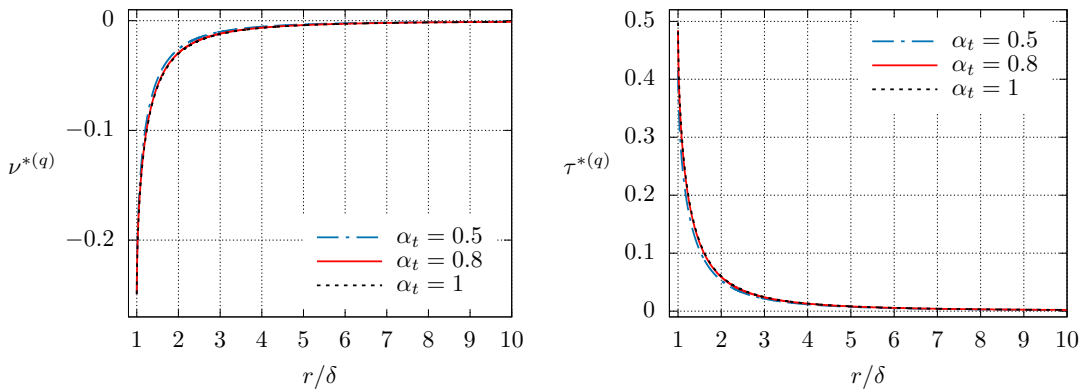 0
−0.1
−0.2
ν*(q)
α_t = 0.5
α_t = 0.8
α_t = 1
1 2 3 4 5 6 7 8 9 10
r/δ
0.5
0.4
0.3
0.2
0.1
0
τ*(q)
α_t = 0.5
α_t = 0.8
α_t = 1
1 2 3 4 5 6 7 8 9 10
r/δ